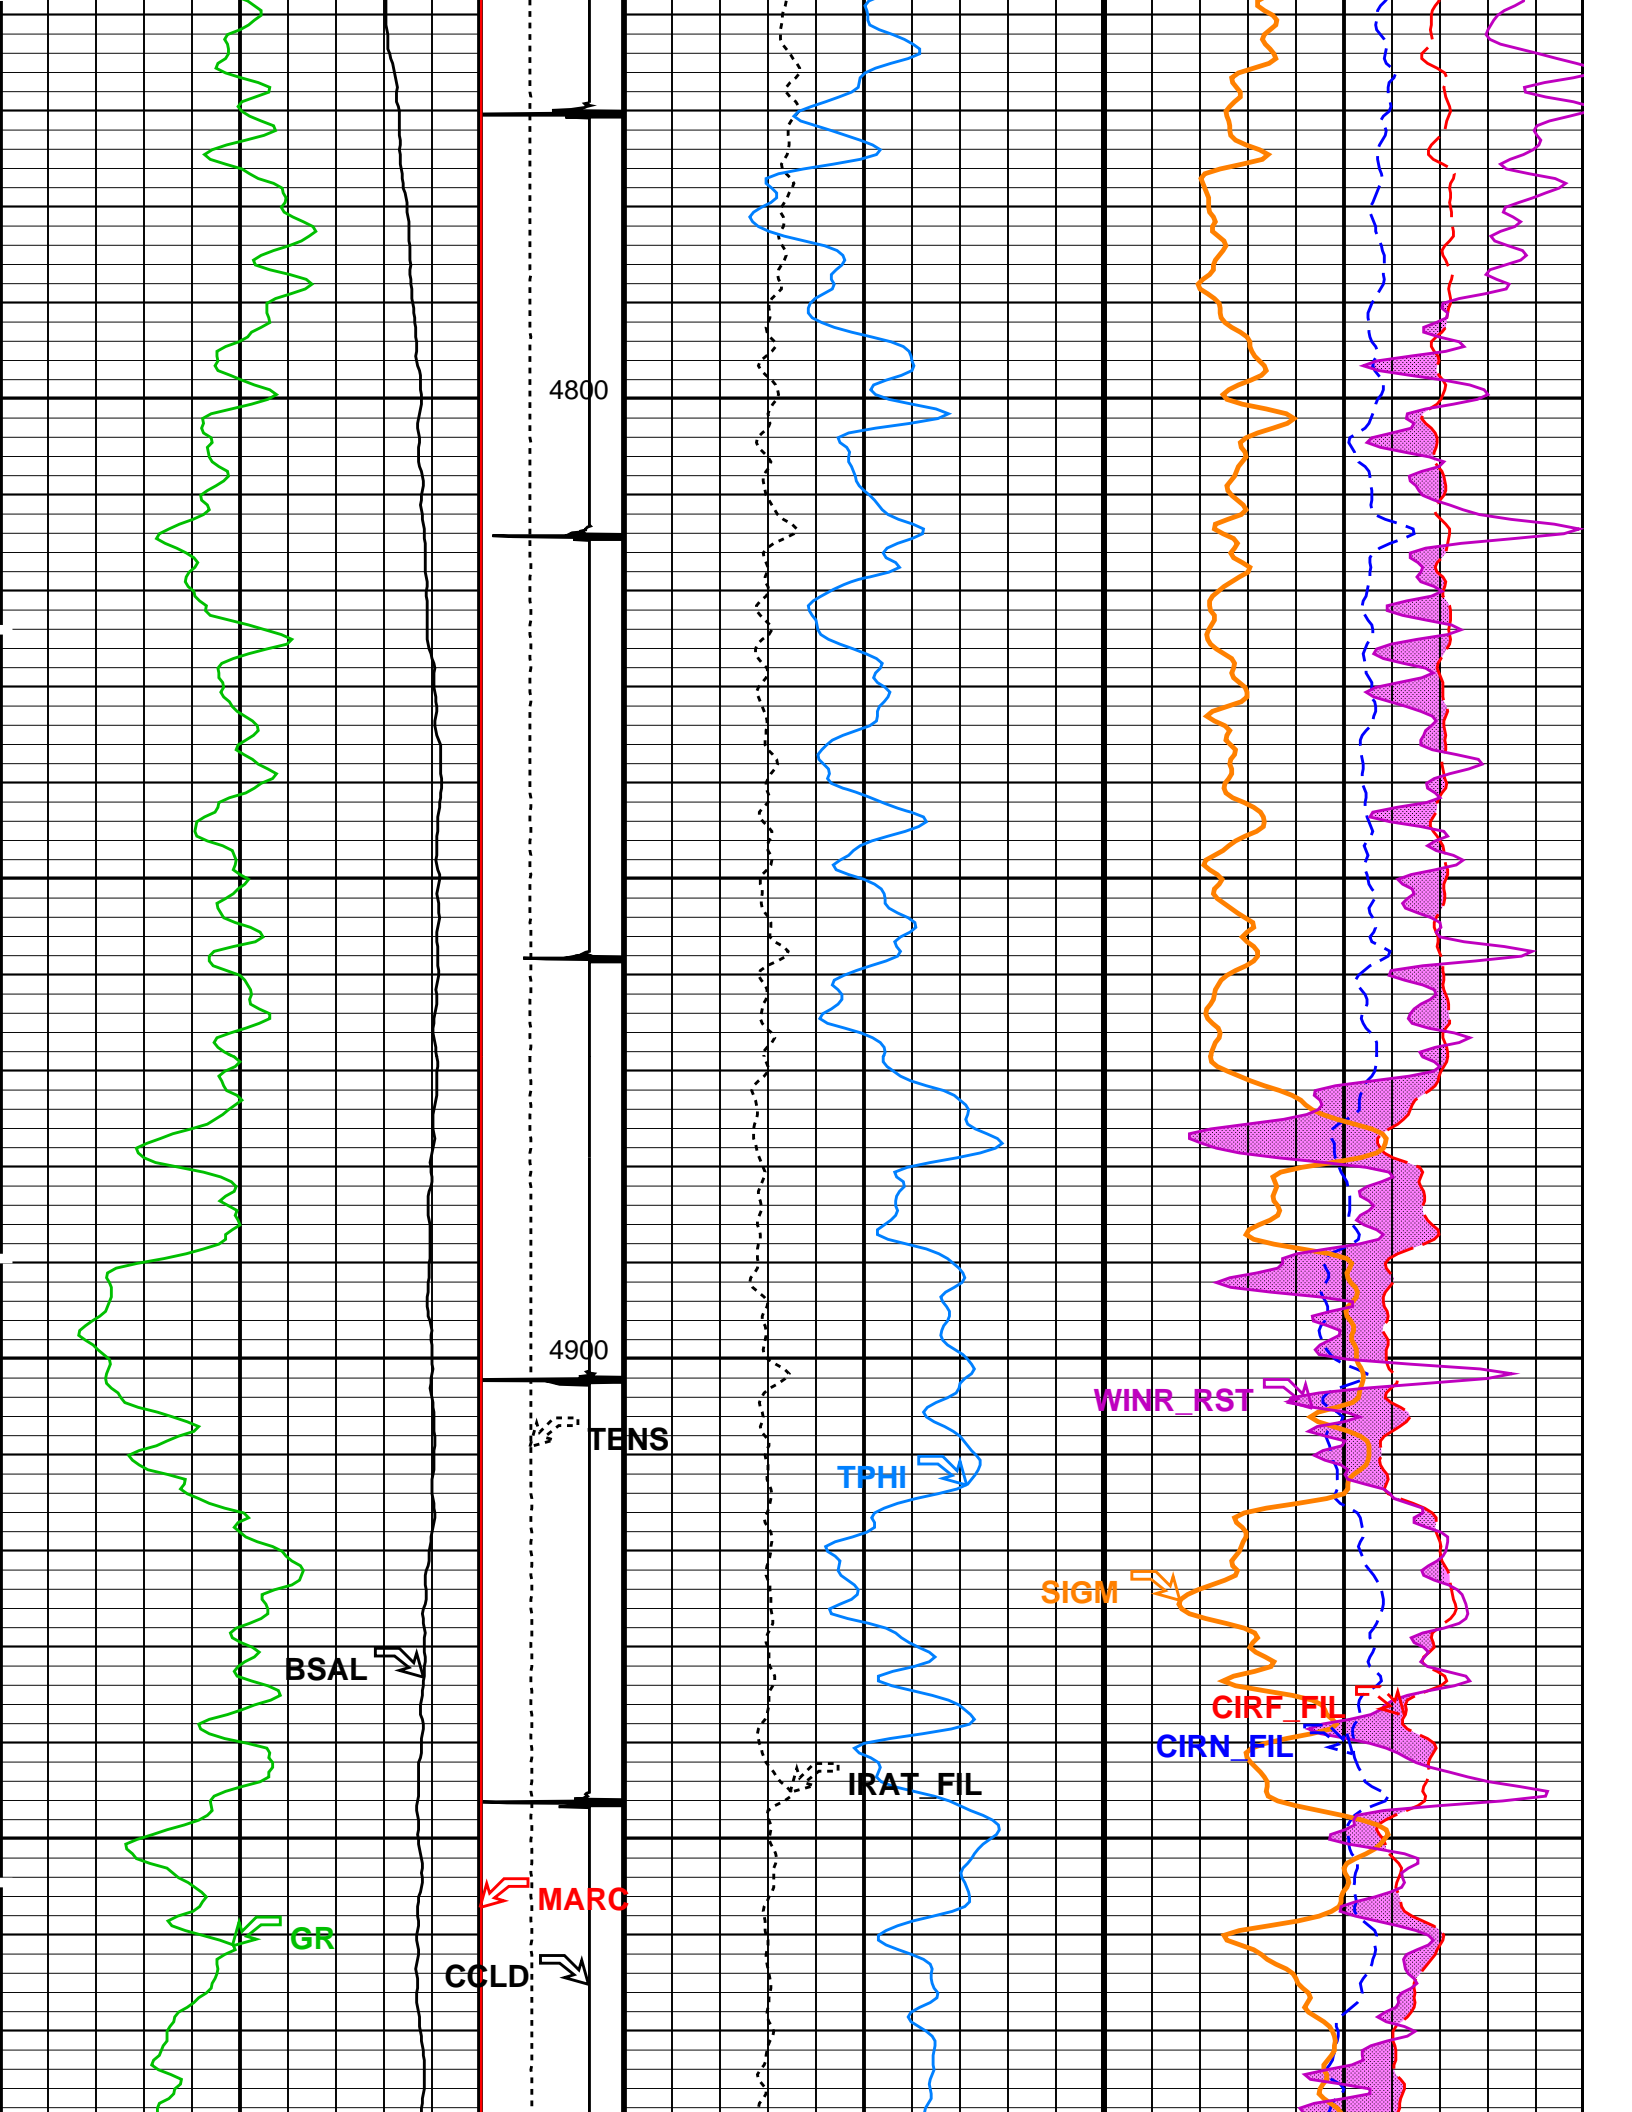 4800
4900
WINR_RST
TENS
TPHI
SIGM
BSAL
CIRF_FIL
CIRN_FIL
IRAT_FIL
MARC
GR
CCLD